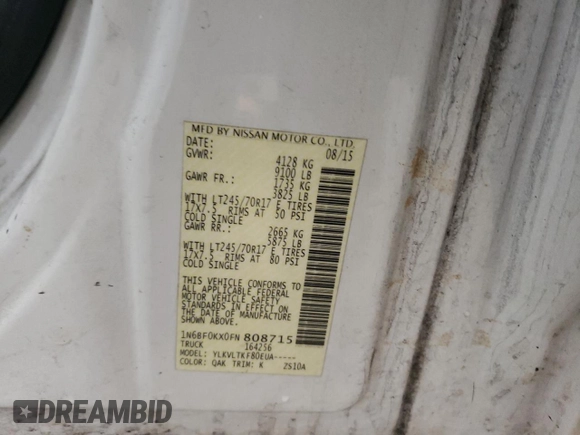 MFD BY NISSAN MOTOR CO., LTD.
DATE: 08/15
GVWR: 4128 KG
9100 LB
GAWR FR.: 1735 KG
3825 LB
WITH LT245/70R17 E TIRES
17X7.5 RIMS AT 50 PSI
COLD SINGLE
GAWR RR.: 2665 KG
5875 LB
WITH LT245/70R17 E TIRES
17X7.5 RIMS AT 80 PSI
COLD SINGLE
THIS VEHICLE CONFORMS TO
ALL APPLICABLE FEDERAL
MOTOR VEHICLE SAFETY
STANDARDS IN EFFECT ON
THE DATE OF MANUFACTURE
SHOWN ABOVE.
1N6BF0KX0FN808715
TRUCK 164256
MODEL: YLKVLTKF80EUA-----
COLOR: QAK TRIM: K ZS10A
DREAMBID